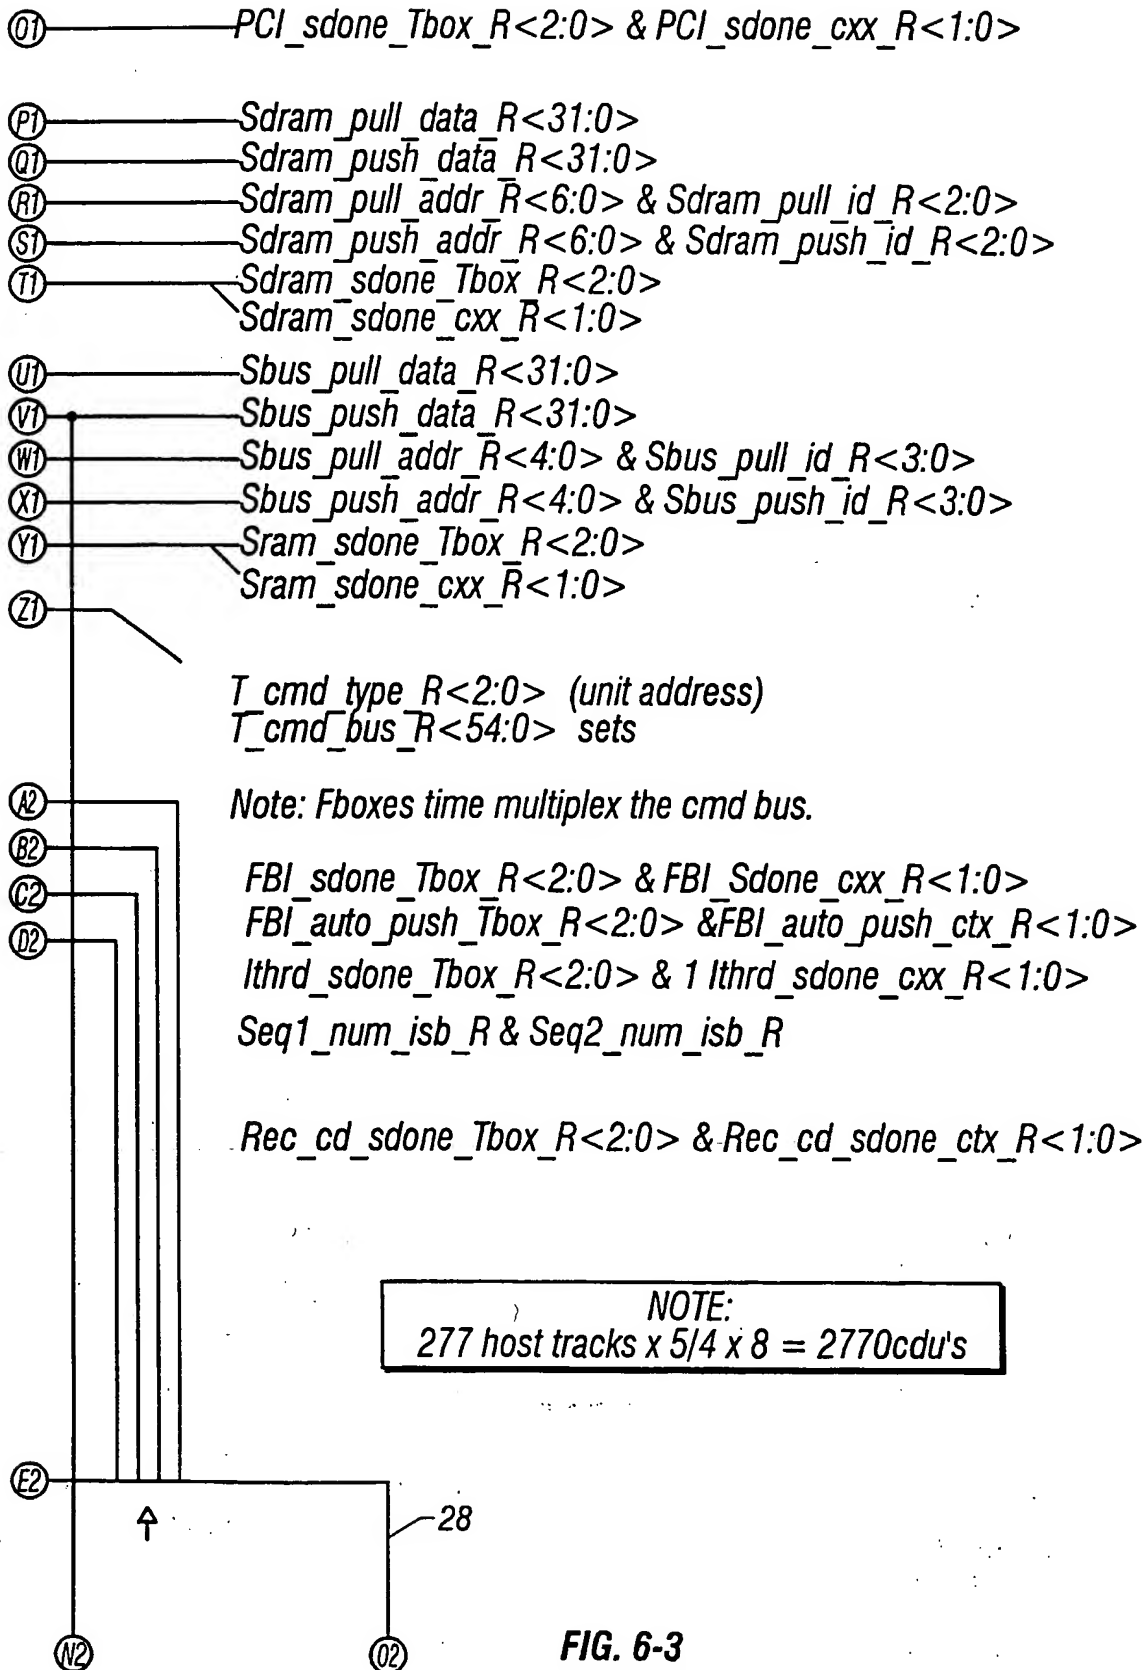 O1 PCI_sdone_Tbox_R<2:0> & PCI_sdone_cxx_R<1:0>
P1 Sdram_pull_data_R<31:0>
Q1 Sdram_push_data_R<31:0>
R1 Sdram_pull_addr_R<6:0> & Sdram_pull_id_R<2:0>
S1 Sdram_push_addr_R<6:0> & Sdram_push_id_R<2:0>
T1 Sdram_sdone_Tbox_R<2:0>
Sdram_sdone_cxx_R<1:0>
U1 Sbus_pull_data_R<31:0>
V1 Sbus_push_data_R<31:0>
W1 Sbus_pull_addr_R<4:0> & Sbus_pull_id_R<3:0>
X1 Sbus_push_addr_R<4:0> & Sbus_push_id_R<3:0>
Y1 Sram_sdone_Tbox_R<2:0>
Sram_sdone_cxx_R<1:0>
Z1
T_cmd_type_R<2:0> (unit address)
T_cmd_bus_R<54:0> sets
A2 Note: Fboxes time multiplex the cmd bus.
B2
FBI_sdone_Tbox_R<2:0> & FBI_Sdone_cxx_R<1:0>
C2
FBI_auto_push_Tbox_R<2:0> &FBI_auto_push_ctx_R<1:0>
D2
Ithrd_sdone_Tbox_R<2:0> & 1 Ithrd_sdone_cxx_R<1:0>
Seq1_num_isb_R & Seq2_num_isb_R
Rec_cd_sdone_Tbox_R<2:0> & Rec_cd_sdone_ctx_R<1:0>
NOTE:
277 host tracks x 5/4 x 8 = 2770cdu's
E2
28
N2 O2 FIG. 6-3